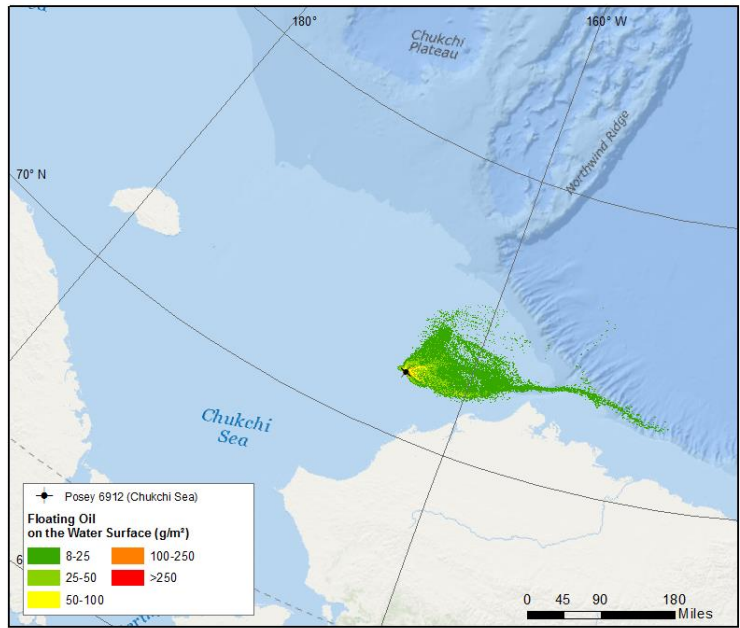 180°
160° W
Chukchi
Plateau
Northwind Ridge
70° N
Chukchi
Sea
Posey 6912 (Chukchi Sea)
Floating Oil
on the Water Surface (g/m²)
8-25
100-250
25-50
>250
50-100
0 45 90 180
Miles